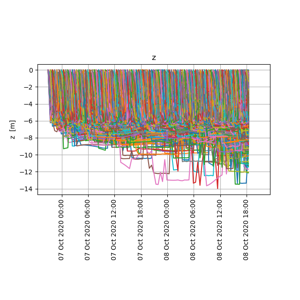 z
z [m]
0
−2
−4
−6
−8
−10
−12
−14
07 Oct 2020 00:00
07 Oct 2020 06:00
07 Oct 2020 12:00
07 Oct 2020 18:00
08 Oct 2020 00:00
08 Oct 2020 06:00
08 Oct 2020 12:00
08 Oct 2020 18:00